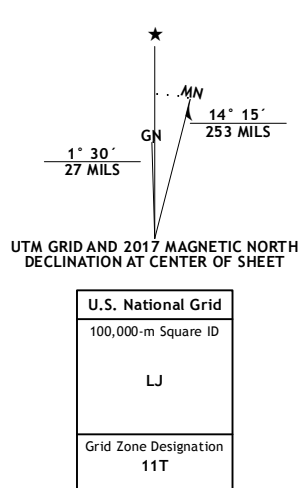 ★
MN
GN
14° 15´
253 MILS
1° 30´
27 MILS
UTM GRID AND 2017 MAGNETIC NORTH
DECLINATION AT CENTER OF SHEET
U.S. National Grid
100,000-m Square ID
LJ
Grid Zone Designation
11T